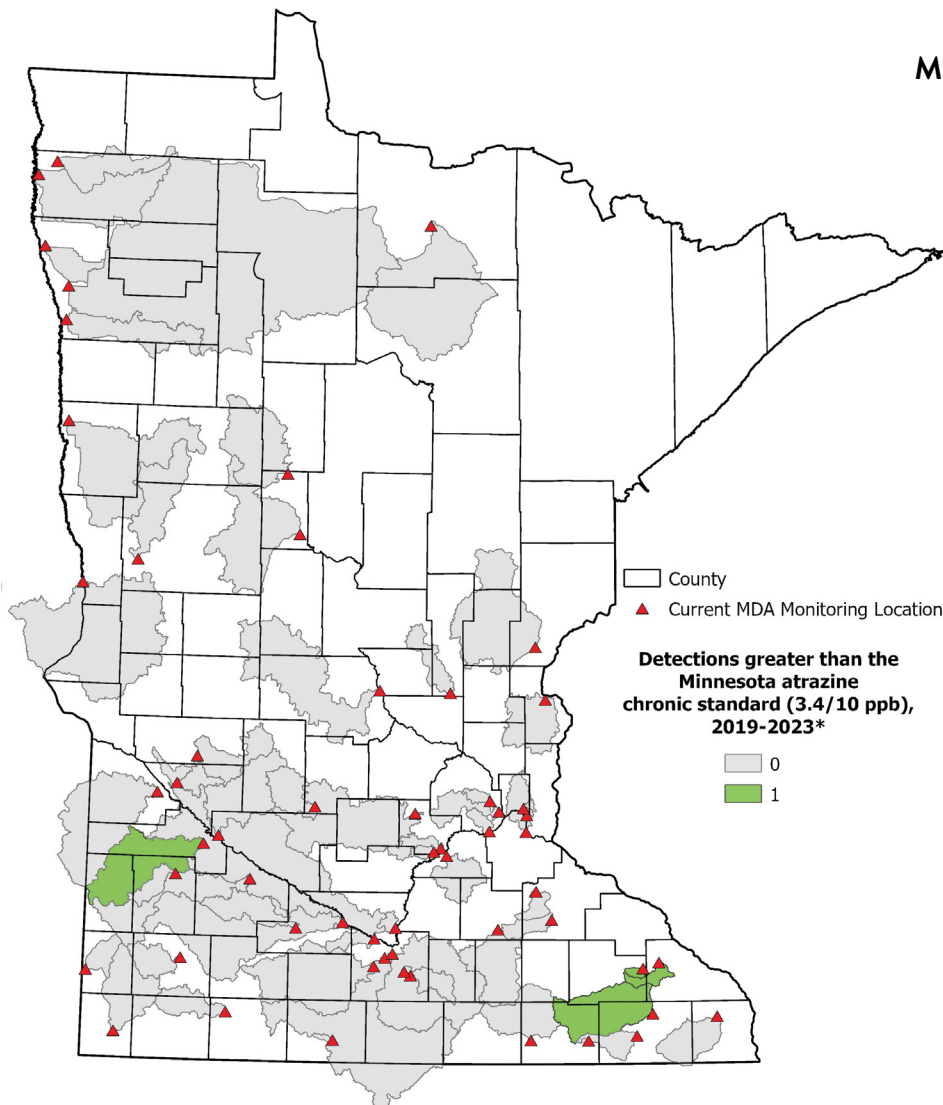 M
County
Current MDA Monitoring Location
Detections greater than the
Minnesota atrazine
chronic standard (3.4/10 ppb),
2019-2023*
0
1